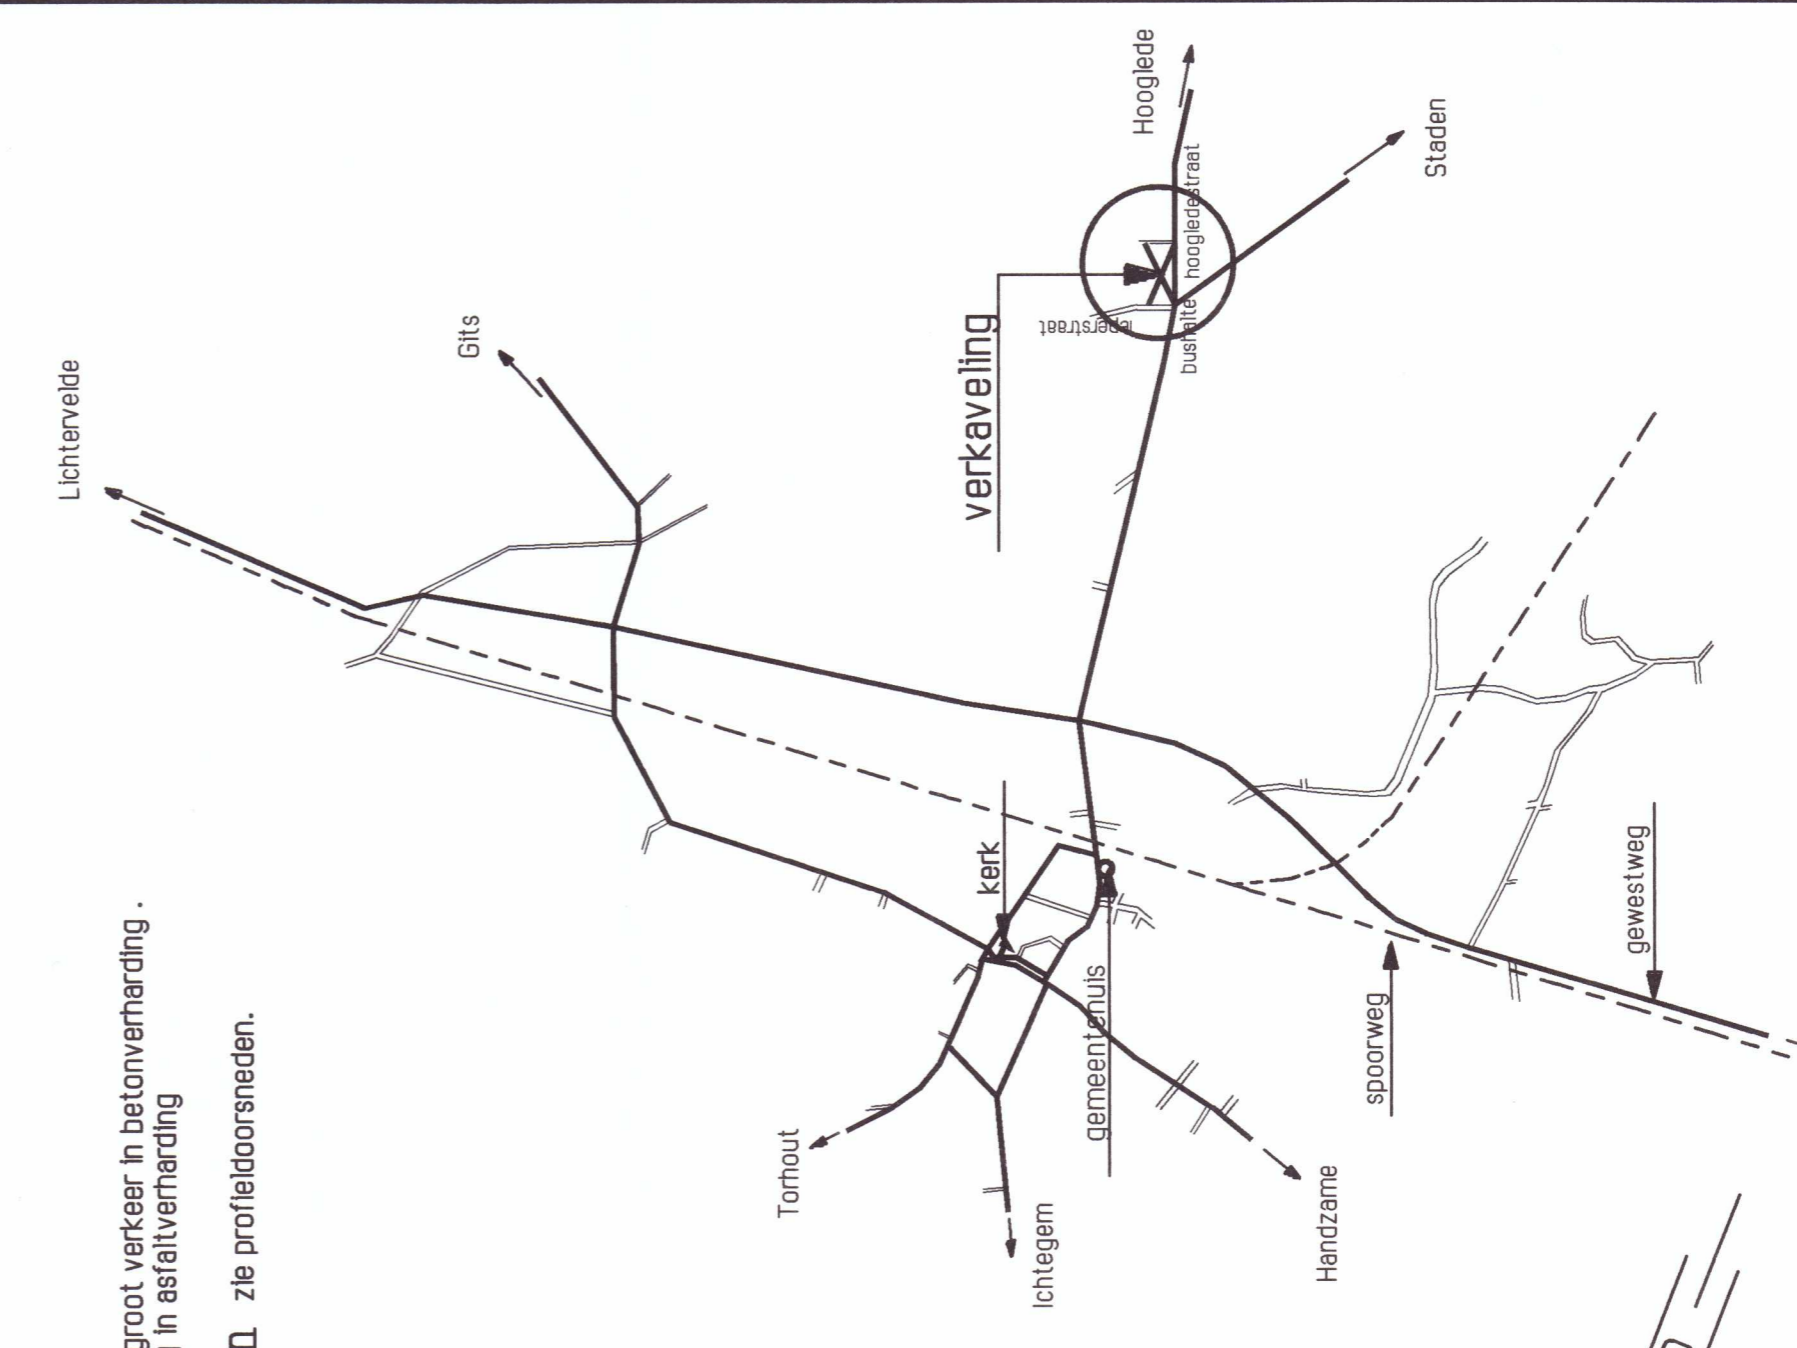 groot verkeer in betonverharding .
in asfaltverharding
zie profieldoorsneden.
Lichtervelde
Gits
Hooglede
Staden
verkaveling
Ieperstraat
bushalte hoogledestraat
kerk
gemeentehuis
spoorweg
gewestweg
Torhout
Ichtegem
Handzame